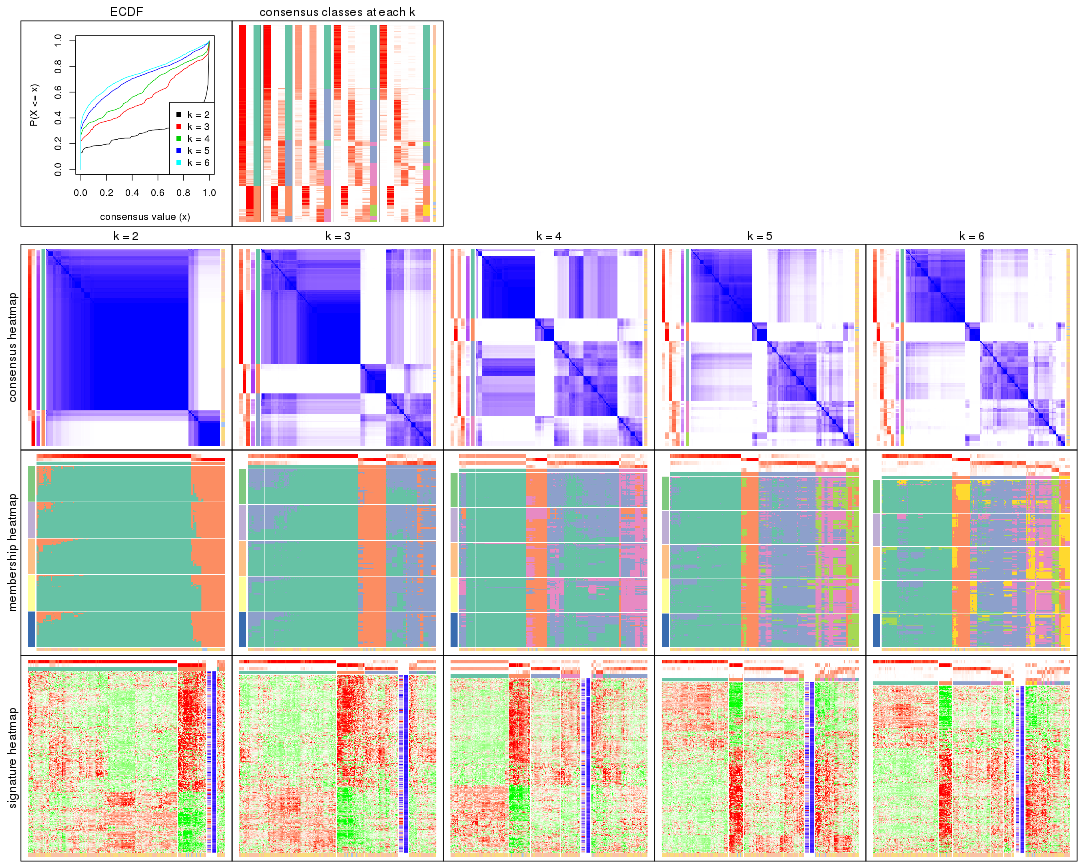 ECDF
consensus classes at each k
P(X <= x)
0.0 0.2 0.4 0.6 0.8 1.0
k = 2
k = 3
k = 4
k = 5
k = 6
0.0 0.2 0.4 0.6 0.8 1.0
consensus value (x)
k = 2
k = 3
k = 4
k = 5
k = 6
consensus heatmap
membership heatmap
signature heatmap